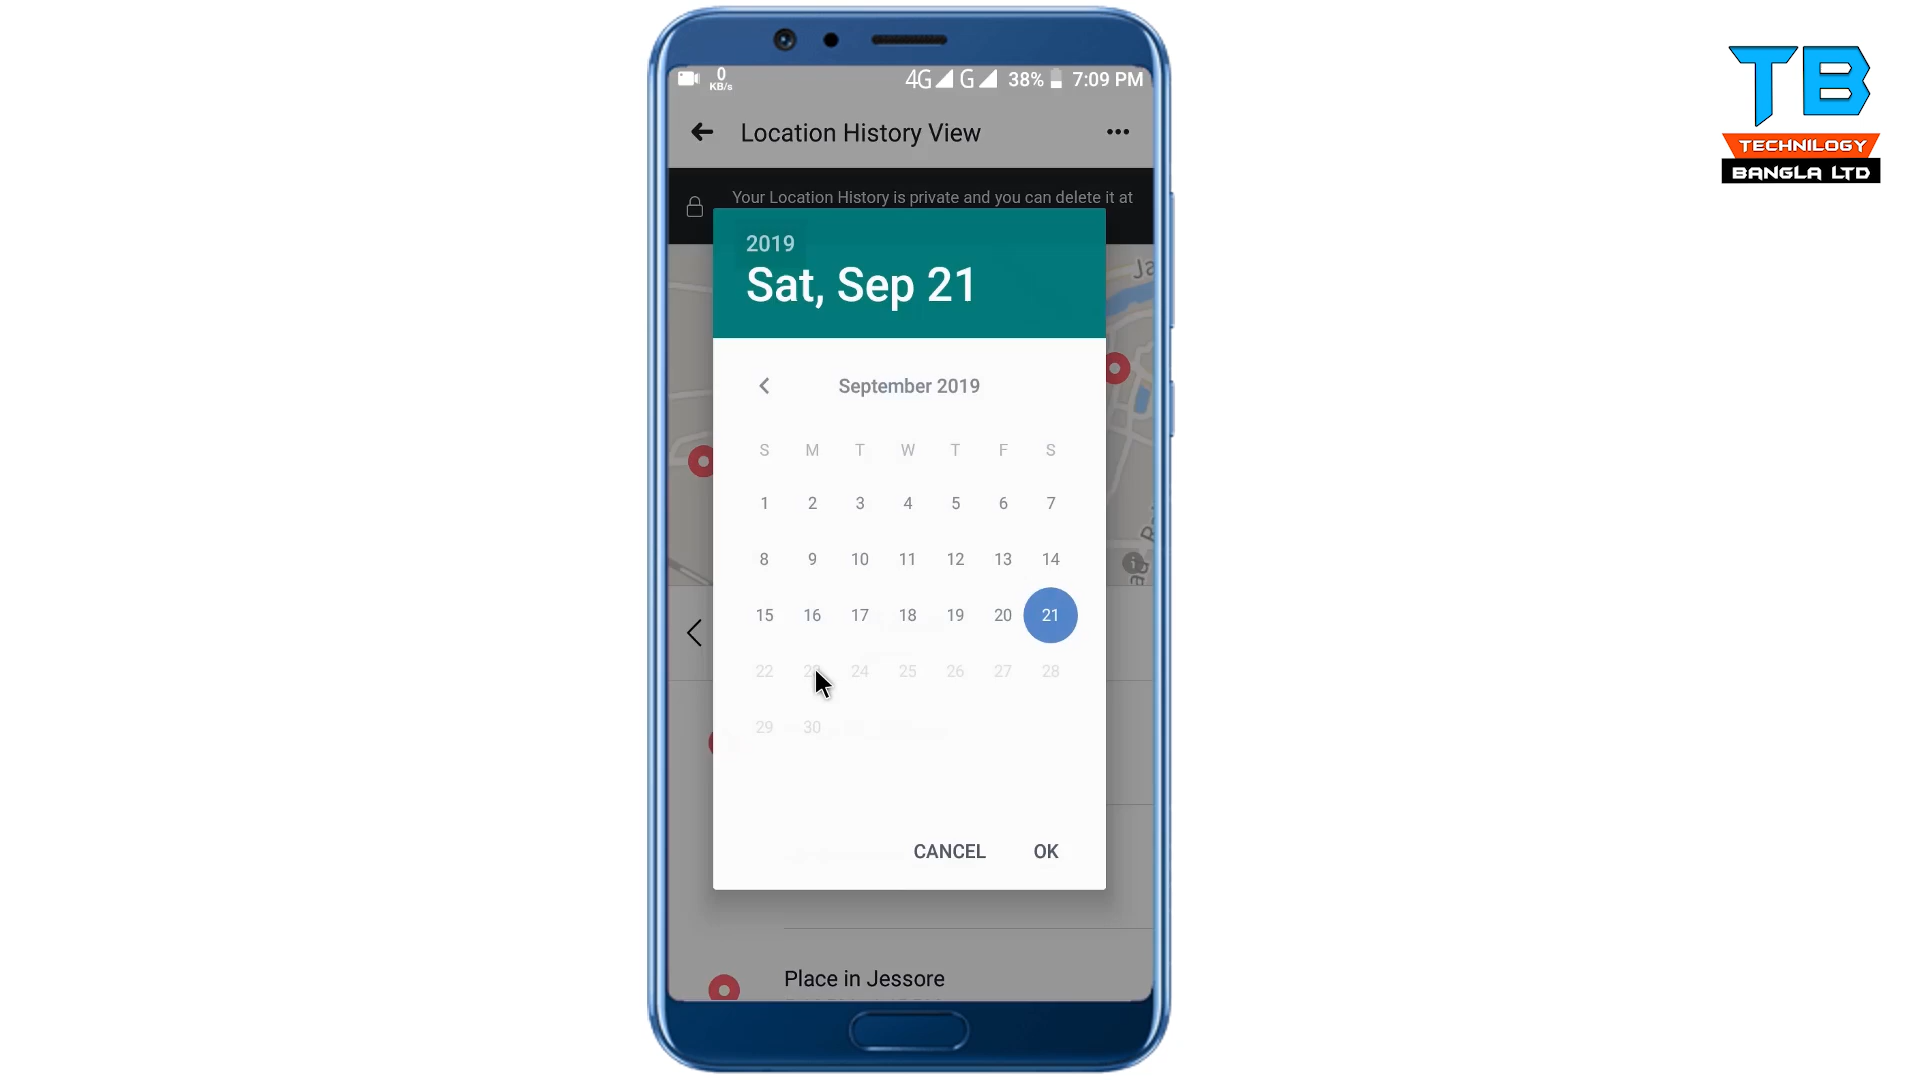 0
KB/s
4G G 38% 7:09 PM
Location History View
Your Location History is private and you can delete it at
2019
Sat, Sep 21
September 2019
S M T W T F S
1 2 3 4 5 6 7
8 9 10 11 12 13 14
15 16 17 18 19 20 21
22 24 25 26 27 28
29 30
CANCEL OK
Place in Jessore
TB
TECHNILOGY
BANGLA LTD